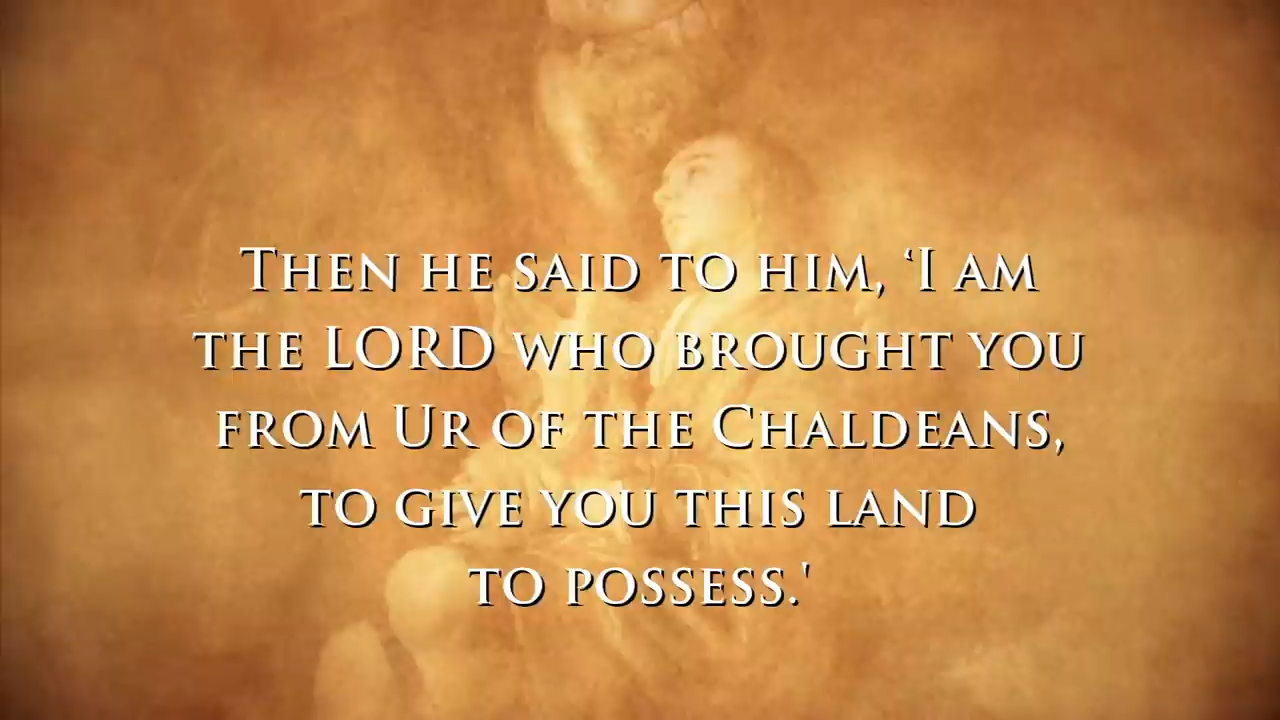 Then he said to him, ‘I am
the LORD who brought you
from Ur of the Chaldeans,
to give you this land
to possess.'